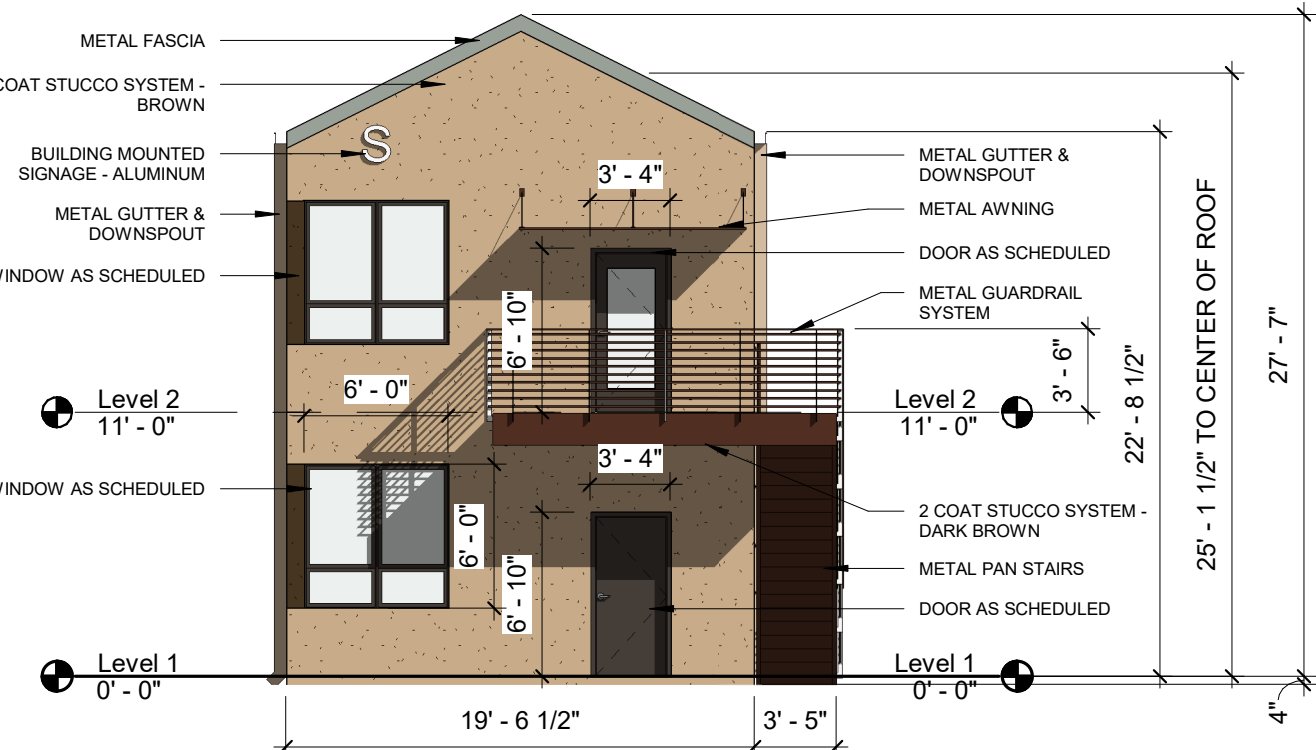 METAL FASCIA
COAT STUCCO SYSTEM -
BROWN
BUILDING MOUNTED
SIGNAGE - ALUMINUM
METAL GUTTER &
DOWNSPOUT
WINDOW AS SCHEDULED
Level 2
11' - 0"
WINDOW AS SCHEDULED
Level 1
0' - 0"
S
3' - 4"
6' - 10"
6' - 0"
3' - 4"
6' - 0"
6' - 10"
19' - 6 1/2"
3' - 5"
METAL GUTTER &
DOWNSPOUT
METAL AWNING
DOOR AS SCHEDULED
METAL GUARDRAIL
SYSTEM
Level 2
11' - 0"
2 COAT STUCCO SYSTEM -
DARK BROWN
METAL PAN STAIRS
DOOR AS SCHEDULED
Level 1
0' - 0"
3' - 6"
22' - 8 1/2"
25' - 1 1/2" TO CENTER OF ROOF
27' - 7"
4"